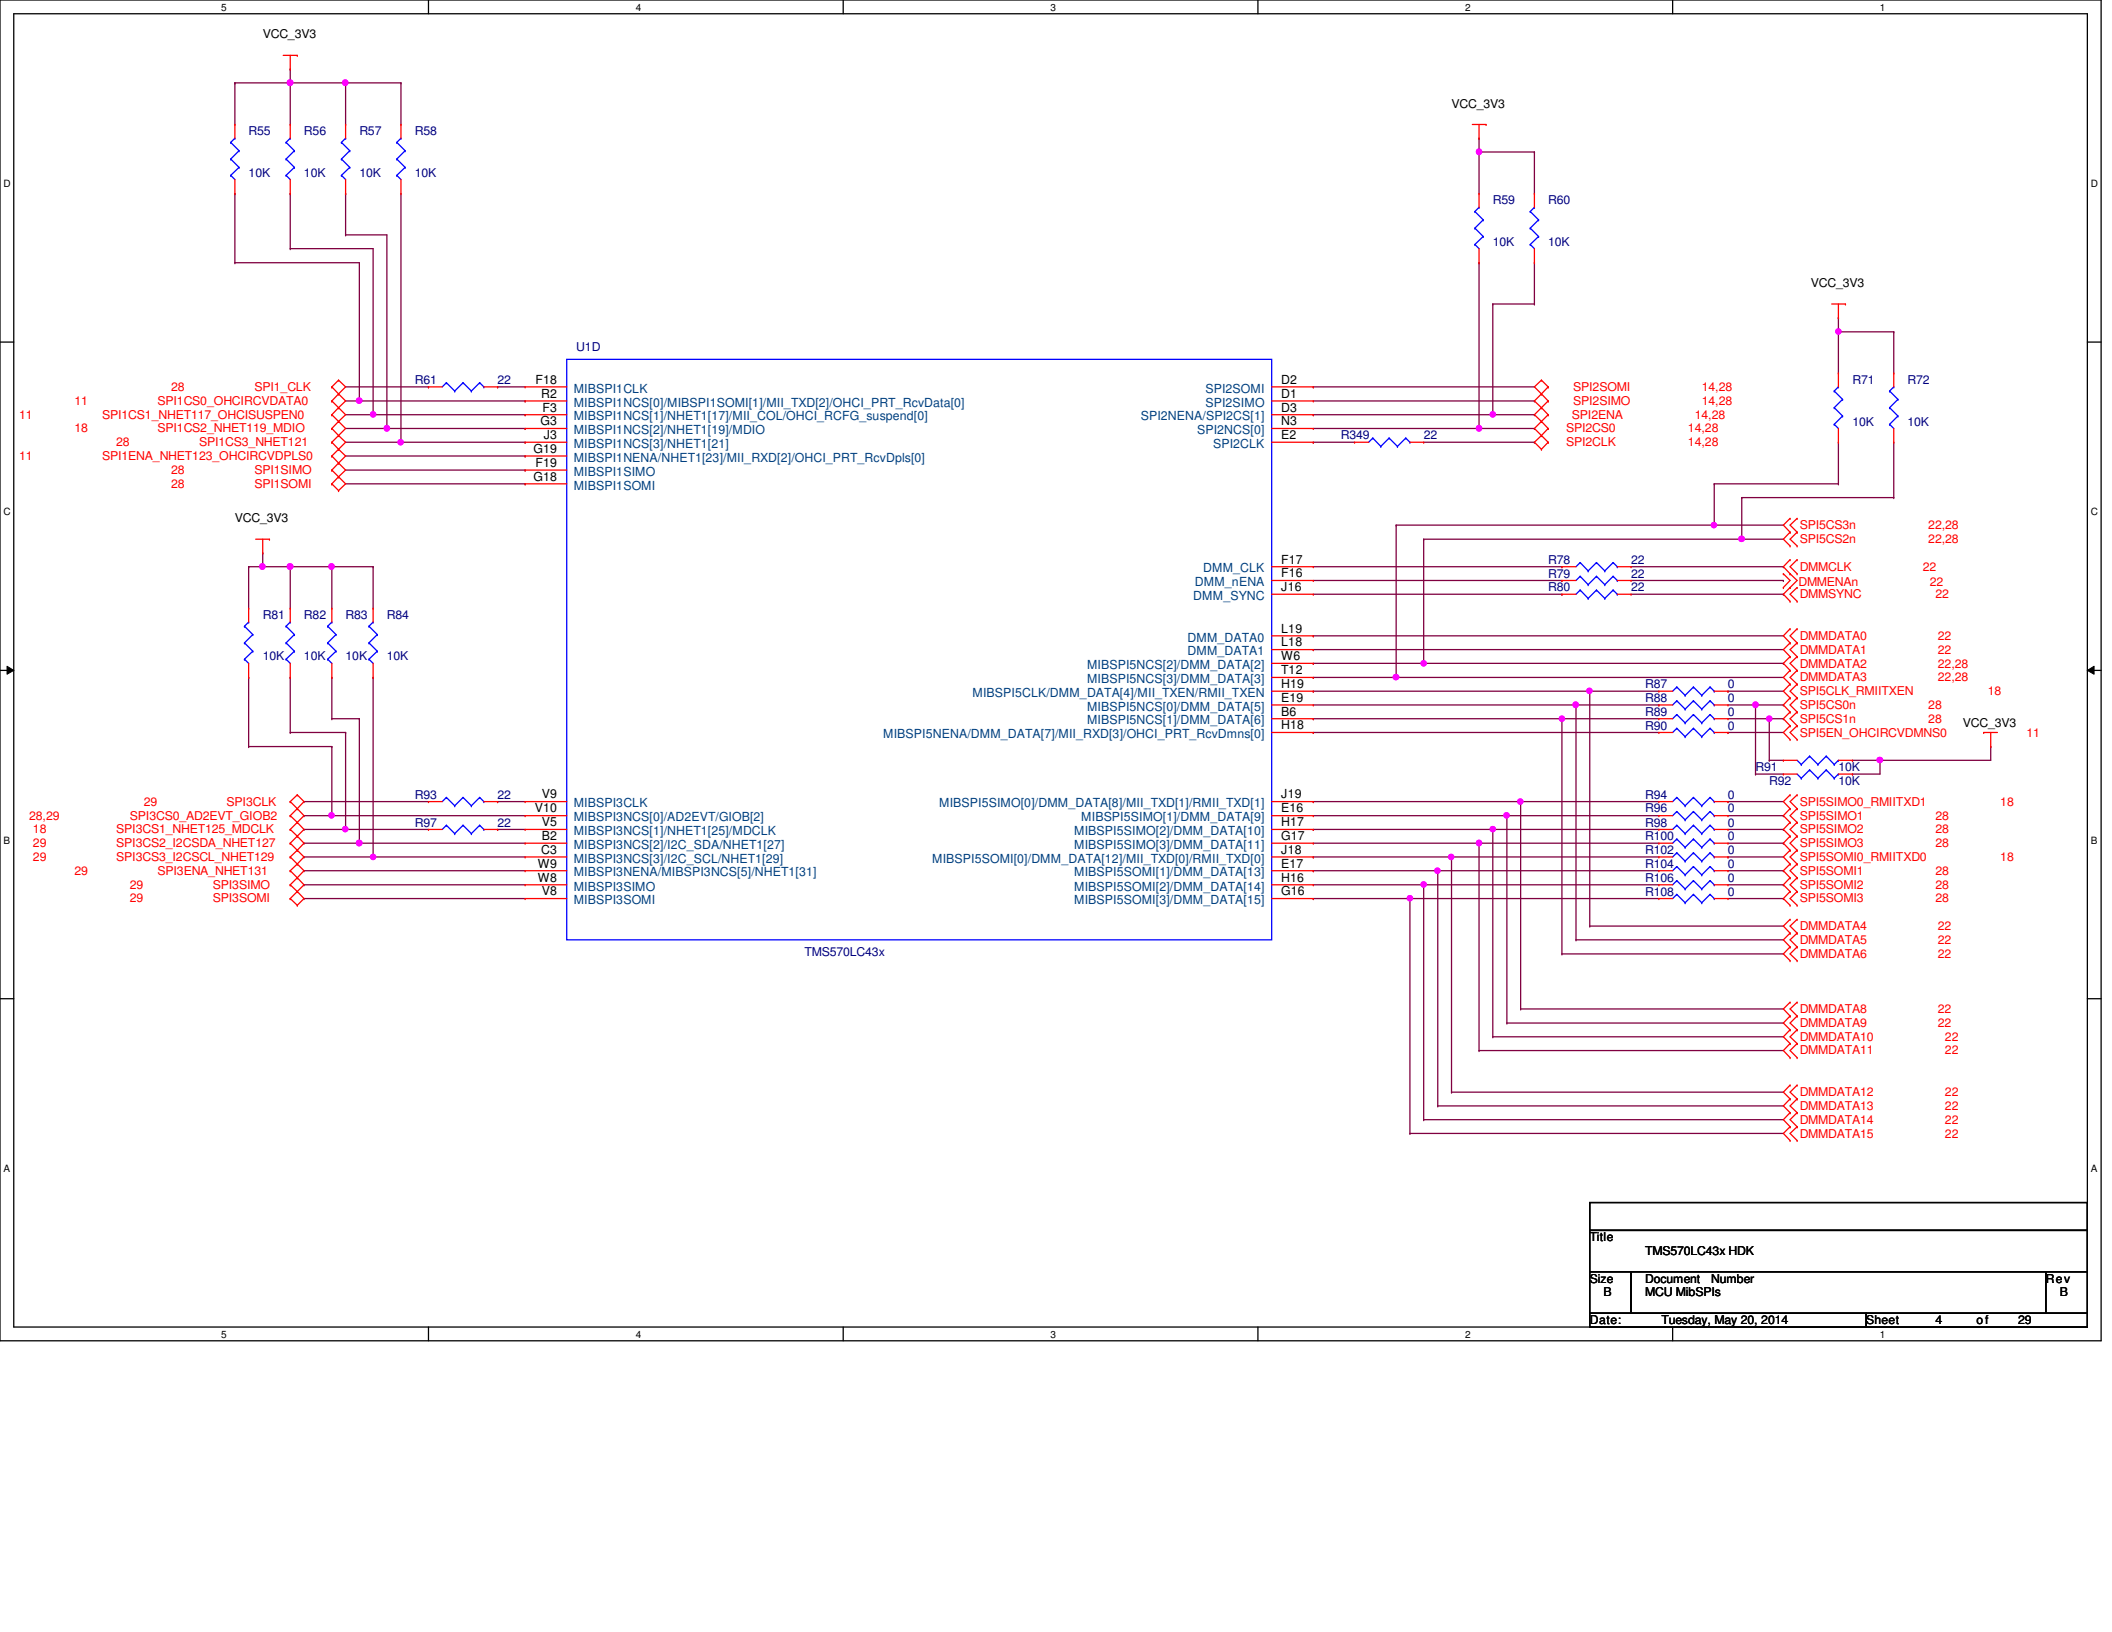 5 4 3 2 1
VCC_3V3
VCC_3V3
R55 R56 R57 R58
10K 10K 10K 10K
D D
R59 R60
10K 10K
VCC_3V3
U1D
R71 R72
10K 10K
28 SPI1_CLK R61 22 F18 MIBSPI1CLK
11 SPI1CS0_OHCIRCVDATA0 R2 MIBSPI1NCS[0]/MIBSPI1SOMI[1]/MII_TXD[2]/OHCI_PRT_RcvData[0]
11 SPI1CS1_NHET117_OHCISUSPEN0 F3 MIBSPI1NCS[1]/NHET1[17]/MII_COL/OHCI_RCFG_suspend[0]
18 SPI1CS2_NHET119_MDIO G3 MIBSPI1NCS[2]/NHET1[19]/MDIO
28 SPI1CS3_NHET121 J3 MIBSPI1NCS[3]/NHET1[21]
11 SPI1ENA_NHET123_OHCIRCVDPLS0 G19 MIBSPI1NENA/NHET1[23]/MII_RXD[2]/OHCI_PRT_RcvDpls[0]
28 SPI1SIMO F19 MIBSPI1SIMO
28 SPI1SOMI G18 MIBSPI1SOMI
SPI2SOMI D2 SPI2SOMI 14,28
SPI2SIMO D1 SPI2SIMO 14,28
SPI2NENA/SPI2CS[1] D3 SPI2ENA 14,28
SPI2NCS[0] N3 SPI2CS0 14,28
SPI2CLK E2 R349 22 SPI2CLK 14,28
C C
VCC_3V3
R81 R82 R83 R84
10K 10K 10K 10K
SPI5CS3n 22,28
SPI5CS2n 22,28
DMM_CLK F17 R78 22 DMMCLK 22
DMM_nENA F16 R79 22 DMMENAn 22
DMM_SYNC J16 R80 22 DMMSYNC 22
DMM_DATA0 L19 DMMDATA0 22
DMM_DATA1 L18 DMMDATA1 22
MIBSPI5NCS[2]/DMM_DATA[2] W6 DMMDATA2 22,28
MIBSPI5NCS[3]/DMM_DATA[3] T12 DMMDATA3 22,28
MIBSPI5CLK/DMM_DATA[4]/MII_TXEN/RMII_TXEN H19 R87 0 SPI5CLK_RMIITXEN 18
MIBSPI5NCS[0]/DMM_DATA[5] E19 R88 0 SPI5CS0n 28
MIBSPI5NCS[1]/DMM_DATA[6] B6 R89 0 SPI5CS1n 28
MIBSPI5NENA/DMM_DATA[7]/MII_RXD[3]/OHCI_PRT_RcvDmns[0] H18 R90 0 SPI5EN_OHCIRCVDMNS0 11
VCC_3V3
R91 10K
R92 10K
29 SPI3CLK R93 22 V9 MIBSPI3CLK
28,29 SPI3CS0_AD2EVT_GIOB2 V10 MIBSPI3NCS[0]/AD2EVT/GIOB[2]
18 SPI3CS1_NHET125_MDCLK R97 22 V5 MIBSPI3NCS[1]/NHET1[25]/MDCLK
29 SPI3CS2_I2CSDA_NHET127 B2 MIBSPI3NCS[2]/I2C_SDA/NHET1[27]
29 SPI3CS3_I2CSCL_NHET129 C3 MIBSPI3NCS[3]/I2C_SCL/NHET1[29]
29 SPI3ENA_NHET131 W9 MIBSPI3NENA/MIBSPI3NCS[5]/NHET1[31]
29 SPI3SIMO W8 MIBSPI3SIMO
29 SPI3SOMI V8 MIBSPI3SOMI
B B
MIBSPI5SIMO[0]/DMM_DATA[8]/MII_TXD[1]/RMII_TXD[1] J19 R94 0 SPI5SIMO0_RMIITXD1 18
MIBSPI5SIMO[1]/DMM_DATA[9] E16 R96 0 SPI5SIMO1 28
MIBSPI5SIMO[2]/DMM_DATA[10] H17 R98 0 SPI5SIMO2 28
MIBSPI5SIMO[3]/DMM_DATA[11] G17 R100 0 SPI5SIMO3 28
MIBSPI5SOMI[0]/DMM_DATA[12]/MII_TXD[0]/RMII_TXD[0] J18 R102 0 SPI5SOMI0_RMIITXD0 18
MIBSPI5SOMI[1]/DMM_DATA[13] E17 R104 0 SPI5SOMI1 28
MIBSPI5SOMI[2]/DMM_DATA[14] H16 R106 0 SPI5SOMI2 28
MIBSPI5SOMI[3]/DMM_DATA[15] G16 R108 0 SPI5SOMI3 28
TMS570LC43x
DMMDATA4 22
DMMDATA5 22
DMMDATA6 22
DMMDATA8 22
DMMDATA9 22
DMMDATA10 22
DMMDATA11 22
DMMDATA12 22
DMMDATA13 22
DMMDATA14 22
DMMDATA15 22
A A
Title
TMS570LC43x HDK
Size Document Number Rev
B MCU MibSPIs B
Date: Tuesday, May 20, 2014 Sheet 4 of 29
5 4 3 2 1